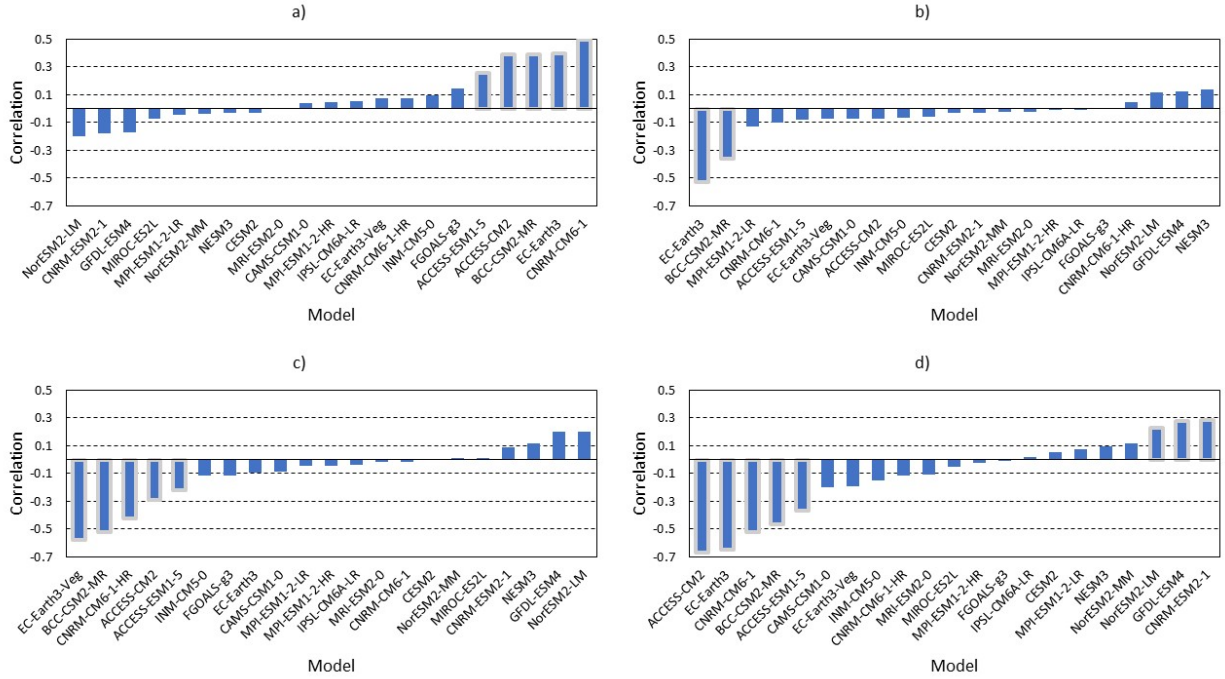 a)
0.5
0.3
0.1
-0.1
-0.3
-0.5
-0.7
Correlation
NorESM2-LM
CNRM-ESM2-1
GFDL-ESM4
MIROC-ES2L
MPI-ESM1-2-LR
NorESM2-MM
NESM3
CESM2
MRI-ESM2-0
CAMS-CSM1-0
MPI-ESM1-2-HR
IPSL-CM6A-LR
EC-Earth3-Veg
CNRM-CM6-1-HR
INM-CM5-0
FGOALS-g3
ACCESS-ESM1-5
ACCESS-CM2
BCC-CSM2-MR
EC-Earth3
CNRM-CM6-1
Model
b)
0.5
0.3
0.1
-0.1
-0.3
-0.5
-0.7
Correlation
EC-Earth3
BCC-CSM2-MR
MPI-ESM1-2-LR
CNRM-CM6-1
ACCESS-ESM1-5
EC-Earth3-Veg
CAMS-CSM1-0
ACCESS-CM2
INM-CM5-0
MIROC-ES2L
CESM2
CNRM-ESM2-1
NorESM2-MM
MRI-ESM2-0
MPI-ESM1-2-HR
IPSL-CM6A-LR
FGOALS-g3
CNRM-CM6-1-HR
NorESM2-LM
GFDL-ESM4
NESM3
Model
c)
0.5
0.3
0.1
-0.1
-0.3
-0.5
-0.7
Correlation
EC-Earth3-Veg
BCC-CSM2-MR
CNRM-CM6-1-HR
ACCESS-CM2
ACCESS-ESM1-5
INM-CM5-0
FGOALS-g3
EC-Earth3
CAMS-CSM1-0
MPI-ESM1-2-LR
MPI-ESM1-2-HR
IPSL-CM6A-LR
MRI-ESM2-0
CNRM-CM6-1
CESM2
NorESM2-MM
MIROC-ES2L
CNRM-ESM2-1
NESM3
GFDL-ESM4
NorESM2-LM
Model
d)
0.5
0.3
0.1
-0.1
-0.3
-0.5
-0.7
Correlation
ACCESS-CM2
EC-Earth3
CNRM-CM6-1
BCC-CSM2-MR
ACCESS-ESM1-5
CAMS-CSM1-0
EC-Earth3-Veg
INM-CM5-0
CNRM-CM6-1-HR
MRI-ESM2-0
MIROC-ES2L
MPI-ESM1-2-HR
FGOALS-g3
IPSL-CM6A-LR
CESM2
MPI-ESM1-2-LR
NESM3
NorESM2-MM
NorESM2-LM
GFDL-ESM4
CNRM-ESM2-1
Model